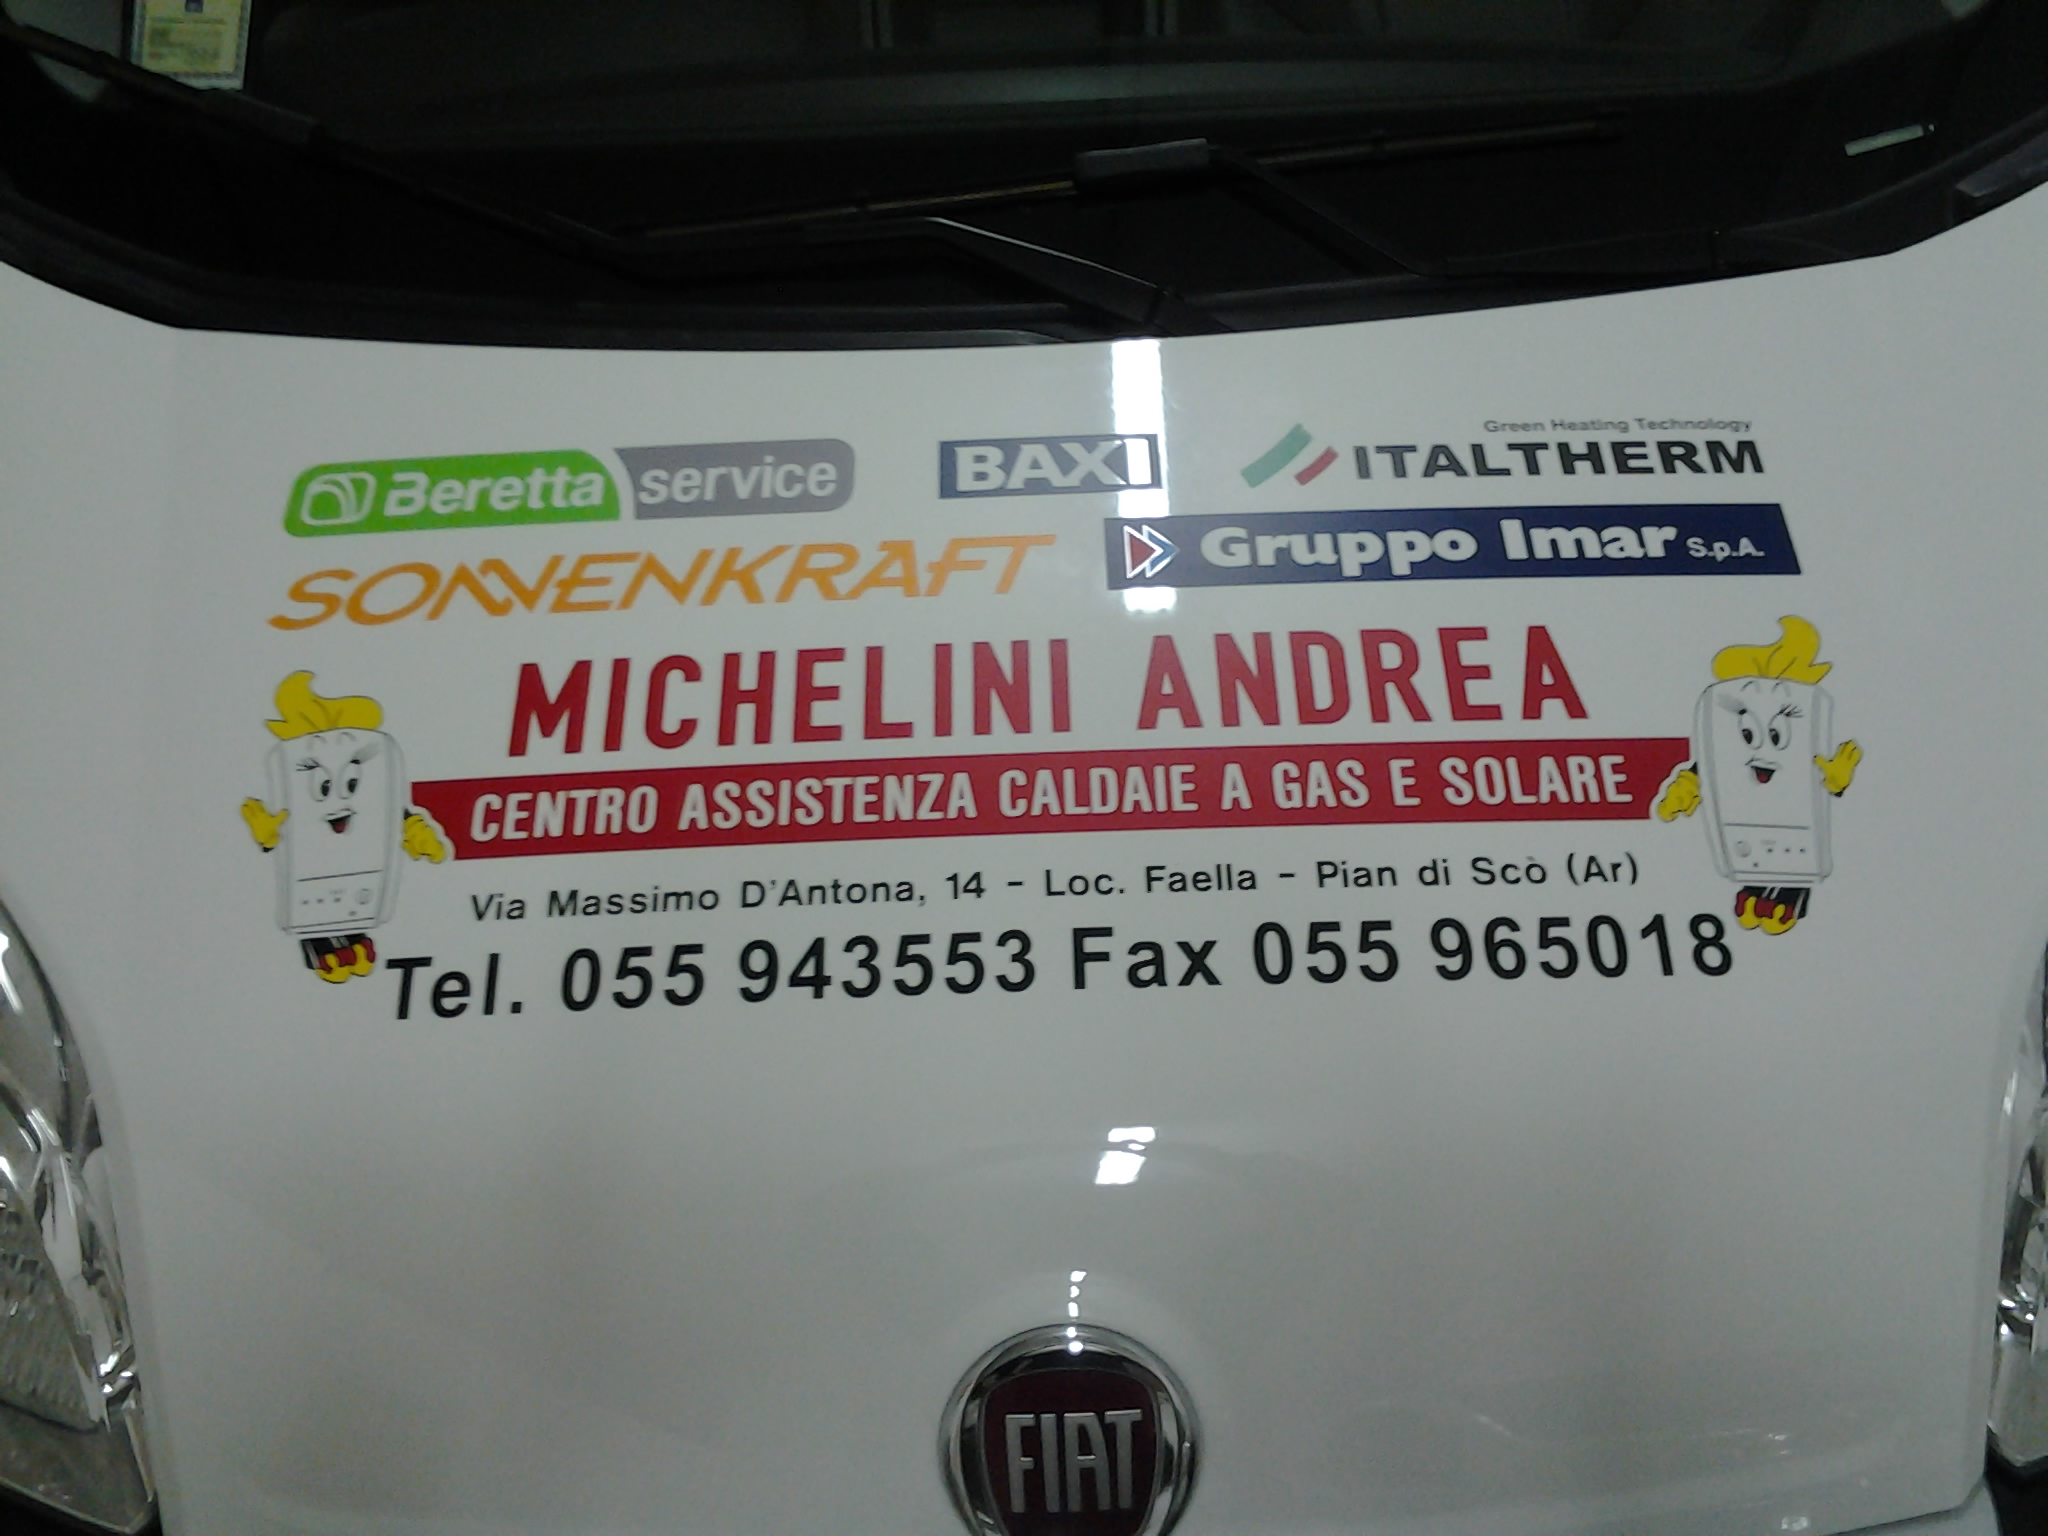 Beretta service
BAXI
Green Heating Technology
ITALTHERM
SONNENKRAFT
Gruppo Imar S.p.A.
MICHELINI ANDREA
CENTRO ASSISTENZA CALDAIE A GAS E SOLARE
Via Massimo D'Antona, 14 - Loc. Faella - Pian di Scò (Ar)
Tel. 055 943553 Fax 055 965018
FIAT